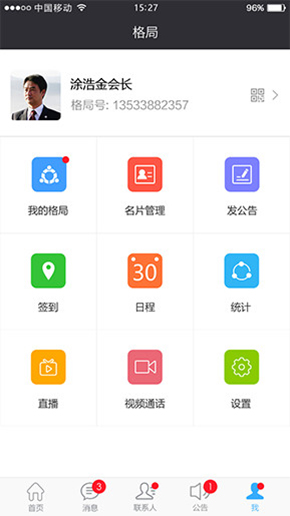 中国移动 15:27 96%
格局
涂浩金会长
格局号: 13533882357
我的格局 名片管理 发公告
30
签到 日程 统计
直播 视频通话 设置
3 1
首页 消息 联系人 公告 我